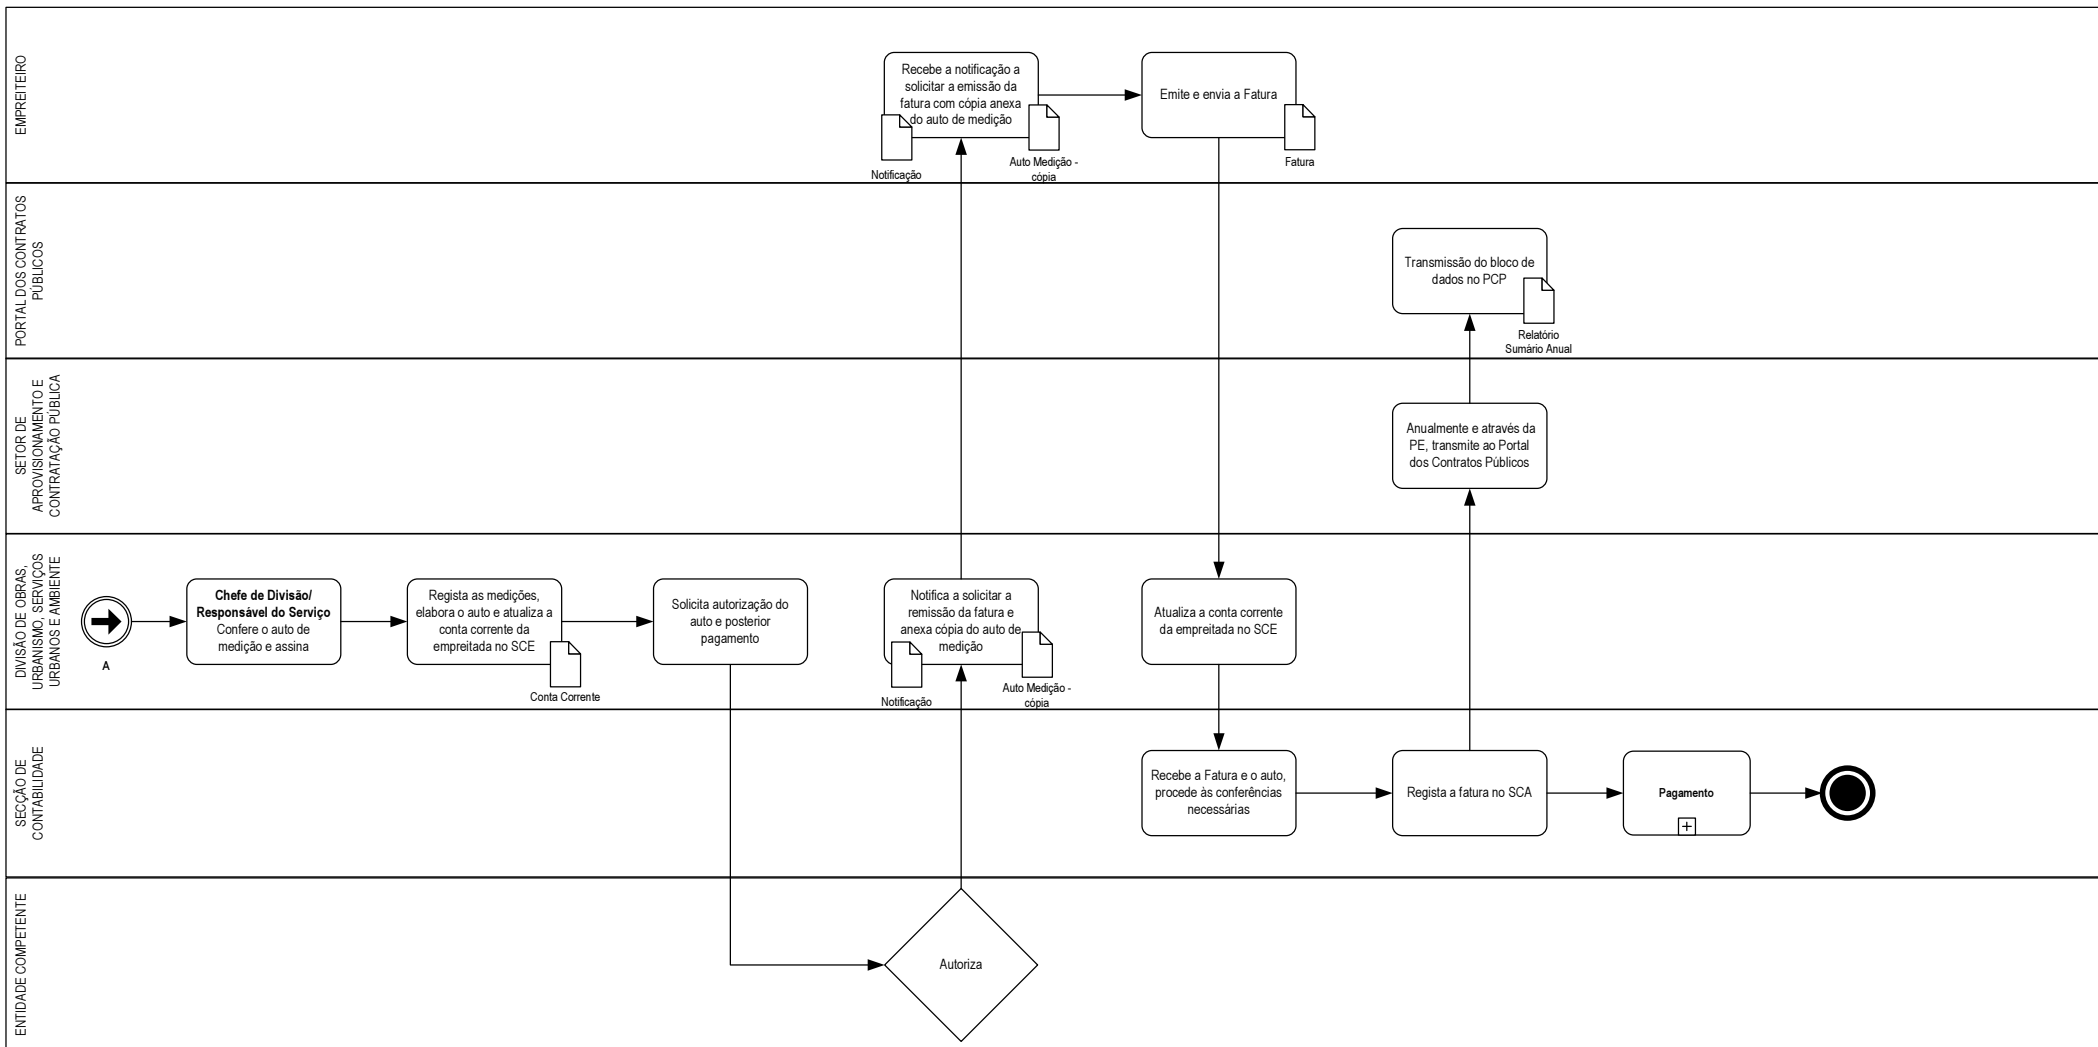 EMPREITEIRO
Recebe a notificação a
solicitar a emissão da
fatura com cópia anexa
do auto de medição
Notificação
Auto Medição -
cópia
Emite e envia a Fatura
Fatura
PORTAL DOS CONTRATOS
PÚBLICOS
Transmissão do bloco de
dados no PCP
Relatório
Sumário Anual
SETOR DE
APROVISIONAMENTO E
CONTRATAÇÃO PÚBLICA
Anualmente e através da
PE, transmite ao Portal
dos Contratos Públicos
DIVISÃO DE OBRAS,
URBANISMO, SERVIÇOS
URBANOS E AMBIENTE
A
Chefe de Divisão/
Responsável do Serviço
Confere o auto de
medição e assina
Regista as medições,
elabora o auto e atualiza a
conta corrente da
empreitada no SCE
Conta Corrente
Solicita autorização do
auto e posterior
pagamento
Notifica a solicitar a
remissão da fatura e
anexa cópia do auto de
medição
Notificação
Auto Medição -
cópia
Atualiza a conta corrente
da empreitada no SCE
SECÇÃO DE
CONTABILIDADE
Recebe a Fatura e o auto,
procede às conferências
necessárias
Regista a fatura no SCA
Pagamento
ENTIDADE COMPETENTE
Autoriza